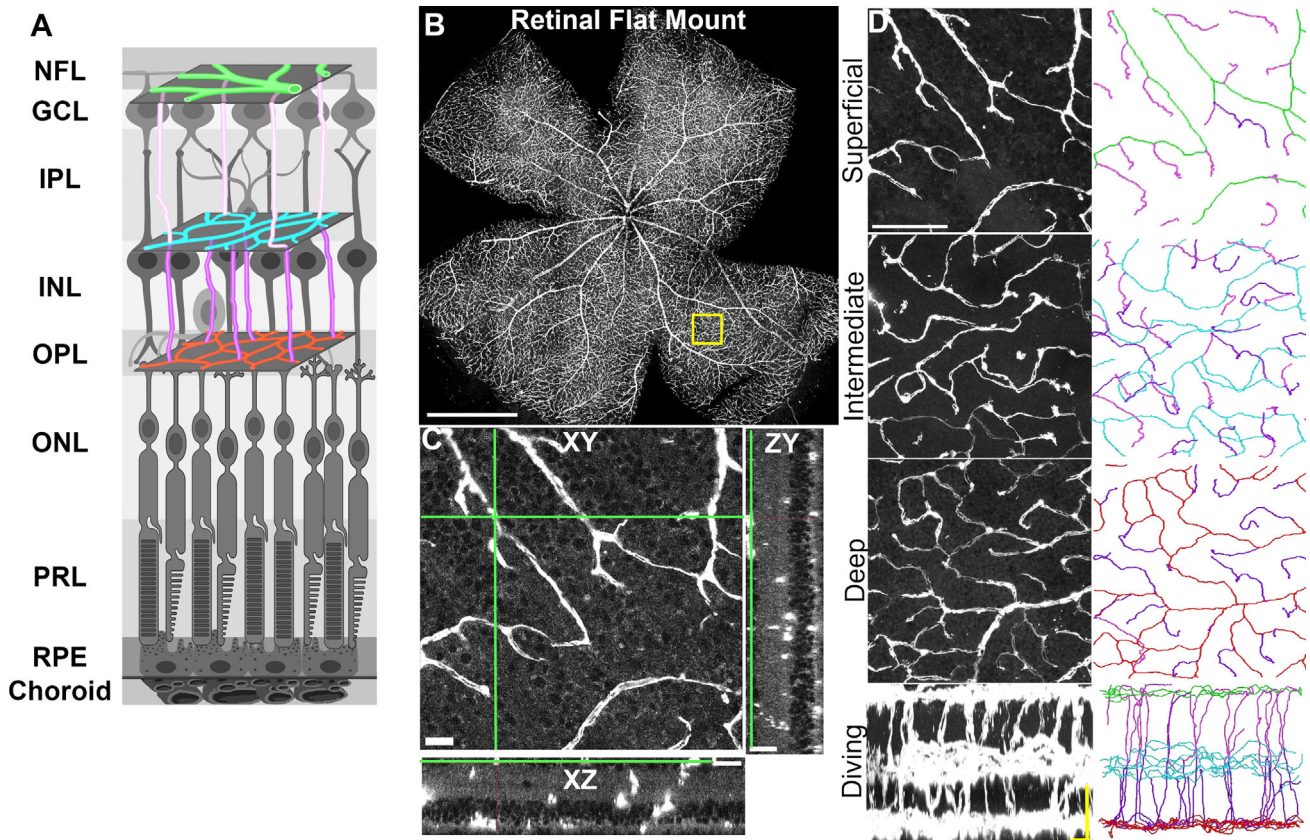 A
NFL
GCL
IPL
INL
OPL
ONL
PRL
RPE
Choroid
B
Retinal Flat Mount
C
XY
ZY
XZ
D
Superficial
Intermediate
Deep
Diving